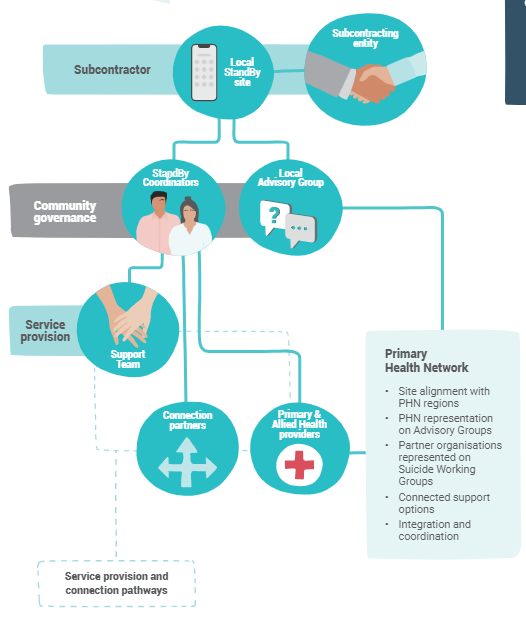 Subcontractor
Local
StandBy
site
Subcontracting
entity
Community
governance
StandBy
Coordinators
Local
Advisory Group
?
Service
provision
Support
Team
Connection
partners
Primary &
Allied Health
providers
Primary
Health Network
• Site alignment with
PHN regions
• PHN representation
on Advisory Groups
• Partner organisations
represented on
Suicide Working
Groups
• Connected support
options
• Integration and
coordination
Service provision and
connection pathways